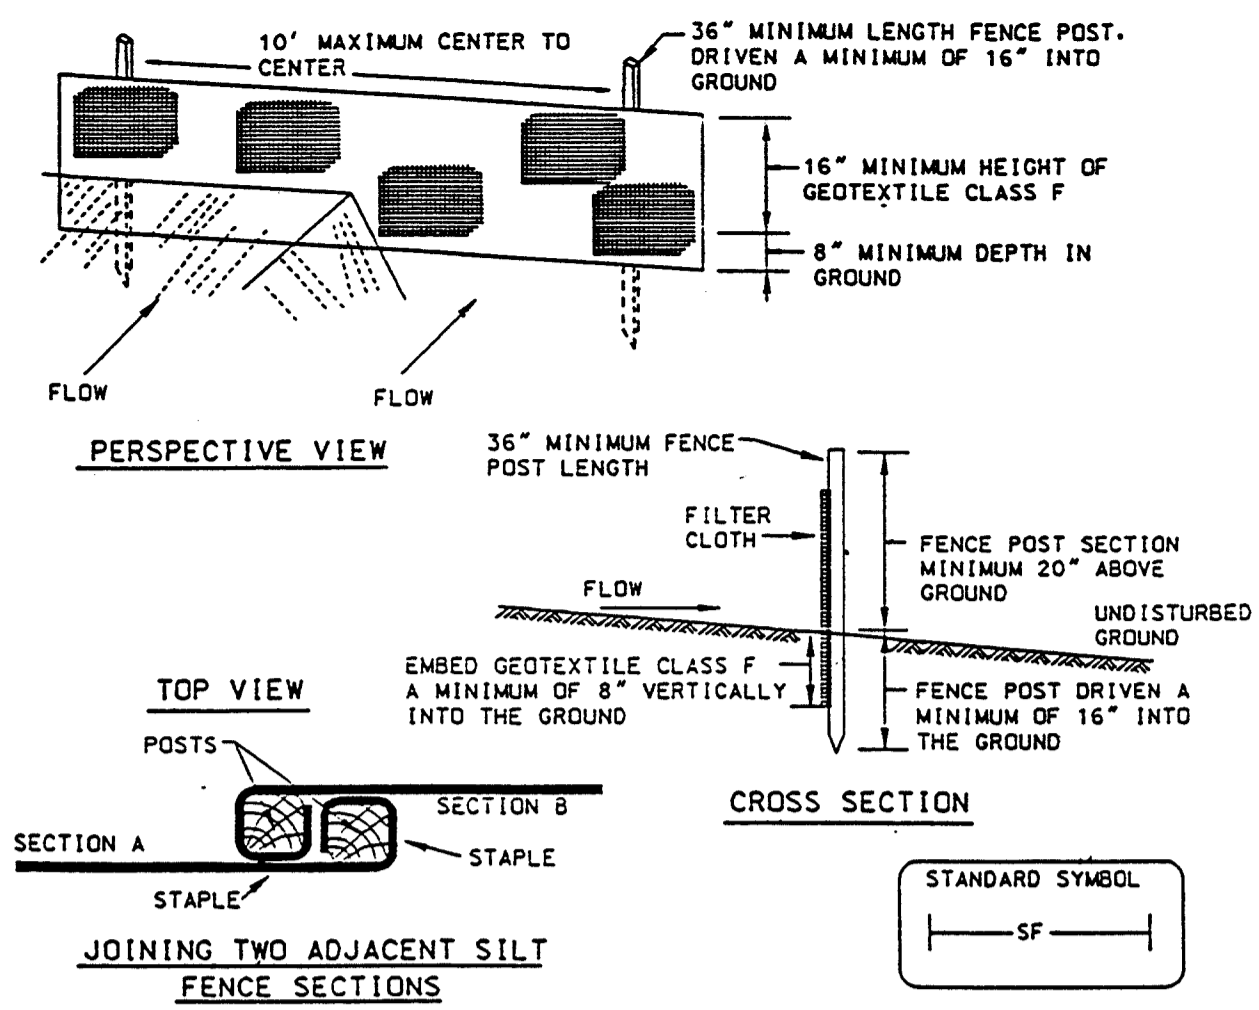 10' MAXIMUM CENTER TO
CENTER
36" MINIMUM LENGTH FENCE POST.
DRIVEN A MINIMUM OF 16" INTO
GROUND
16" MINIMUM HEIGHT OF
GEOTEXTILE CLASS F
8" MINIMUM DEPTH IN
GROUND
FLOW
FLOW
PERSPECTIVE VIEW
36" MINIMUM FENCE
POST LENGTH
FILTER
CLOTH
FLOW
FENCE POST SECTION
MINIMUM 20" ABOVE
GROUND
UNDISTURBED
GROUND
EMBED GEOTEXTILE CLASS F
A MINIMUM OF 8" VERTICALLY
INTO THE GROUND
FENCE POST DRIVEN A
MINIMUM OF 16" INTO
THE GROUND
CROSS SECTION
TOP VIEW
POSTS
SECTION B
SECTION A
STAPLE
STAPLE
JOINING TWO ADJACENT SILT
FENCE SECTIONS
STANDARD SYMBOL
SF